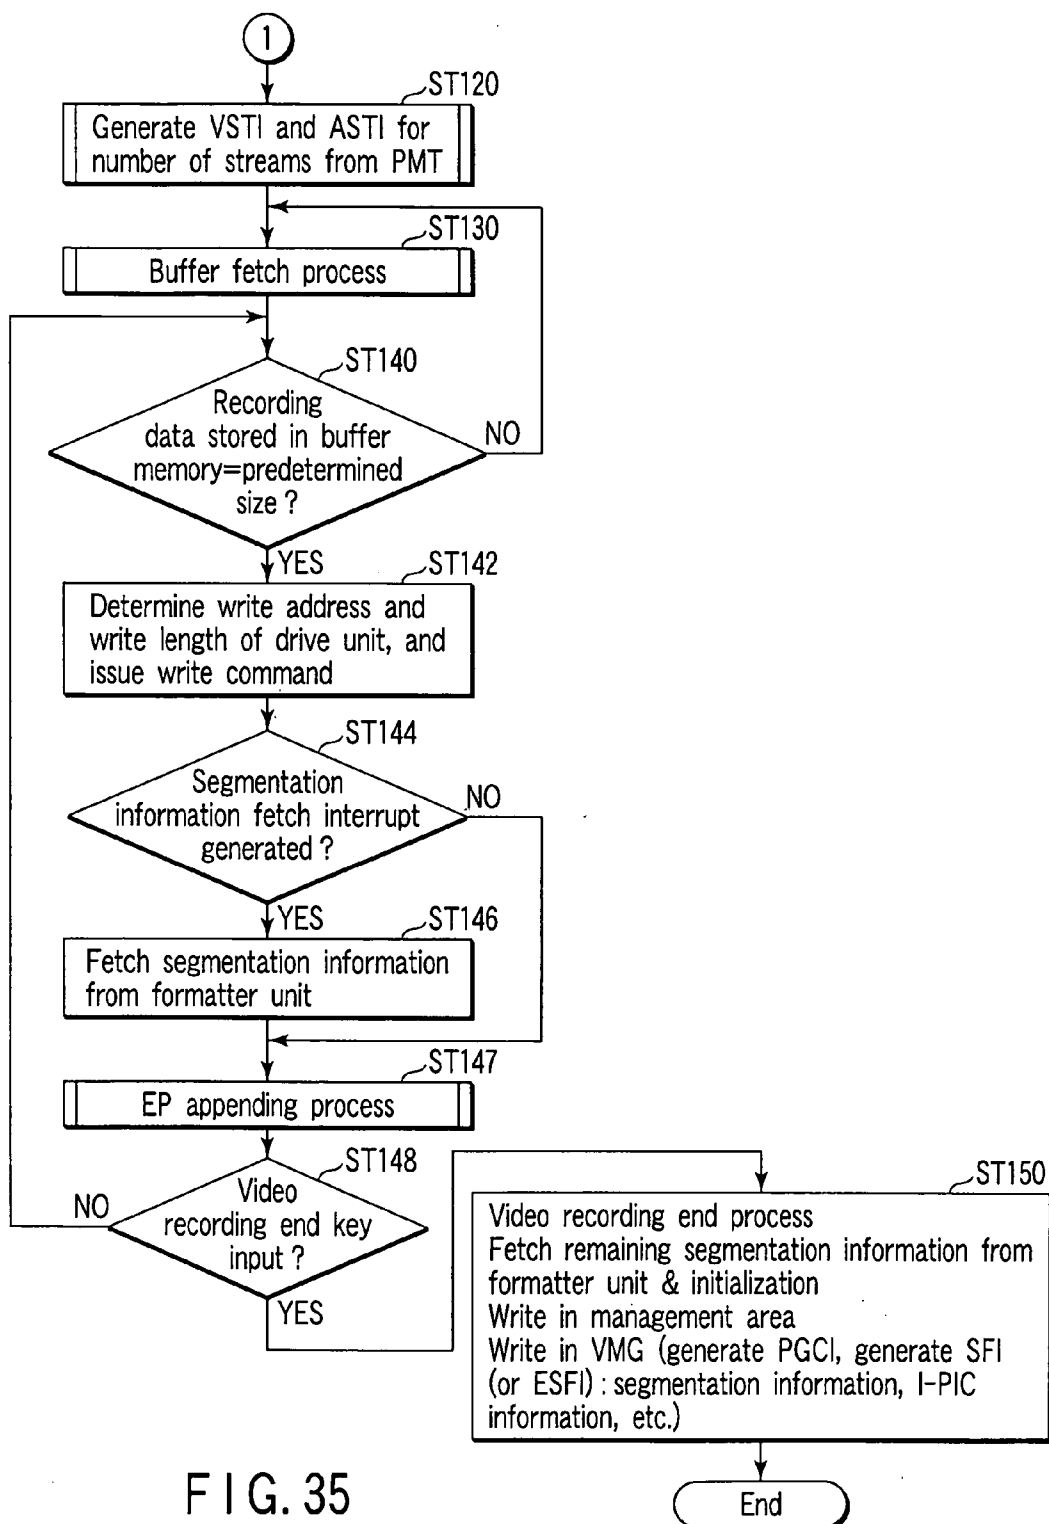 1
ST120
Generate VSTI and ASTI for
number of streams from PMT
ST130
Buffer fetch process
ST140
Recording
data stored in buffer
memory=predetermined
size ?
NO
YES
ST142
Determine write address and
write length of drive unit, and
issue write command
ST144
Segmentation
information fetch interrupt
generated ?
NO
YES
ST146
Fetch segmentation information
from formatter unit
ST147
EP appending process
ST148
Video
recording end key
input ?
NO
YES
ST150
Video recording end process
Fetch remaining segmentation information from
formatter unit & initialization
Write in management area
Write in VMG (generate PGCI, generate SFI
(or ESFI) : segmentation information, I-PIC
information, etc.)
End
FIG. 35